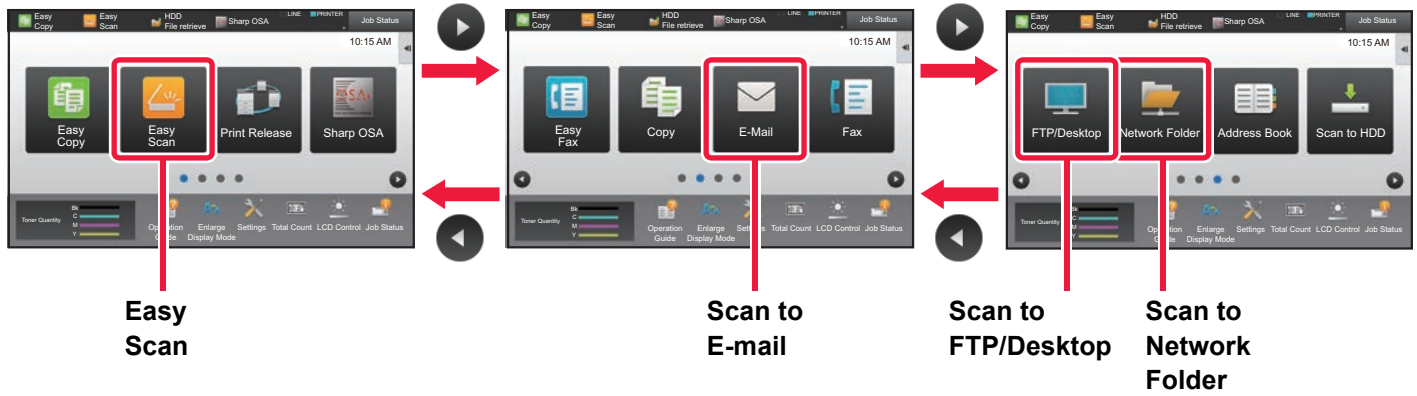 Easy
Copy
Easy
Scan
HDD
File retrieve
Sharp OSA
LINE
PRINTER
Job Status
10:15 AM
Easy
Copy
Easy
Scan
Print Release
Sharp OSA
Toner Quantity
Bk
C
M
Y
Operation
Guide
Enlarge
Display Mode
Settings
Total Count
LCD Control
Job Status
Easy
Scan
Easy
Copy
Easy
Scan
HDD
File retrieve
Sharp OSA
LINE
PRINTER
Job Status
10:15 AM
Easy
Fax
Copy
E-Mail
Fax
Toner Quantity
Bk
C
M
Y
Operation
Guide
Enlarge
Display Mode
Settings
Total Count
LCD Control
Job Status
Scan to
E-mail
Easy
Copy
Easy
Scan
HDD
File retrieve
Sharp OSA
LINE
PRINTER
Job Status
10:15 AM
FTP/Desktop
Network Folder
Address Book
Scan to HDD
Toner Quantity
Bk
C
M
Y
Operation
Guide
Enlarge
Display Mode
Settings
Total Count
LCD Control
Job Status
Scan to
FTP/Desktop
Scan to
Network
Folder